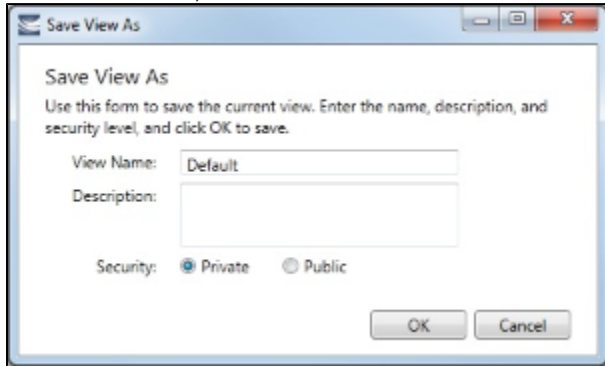 Save View As
Save View As
Use this form to save the current view. Enter the name, description, and
security level, and click OK to save.
View Name: Default
Description:
Security: Private Public
OK Cancel